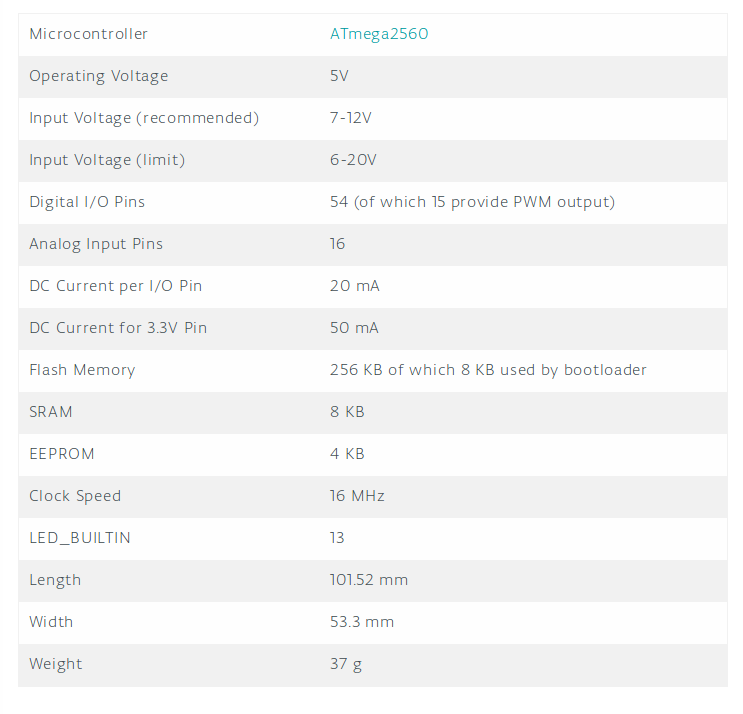 Microcontroller ATmega2560
Operating Voltage 5V
Input Voltage (recommended) 7-12V
Input Voltage (limit) 6-20V
Digital I/O Pins 54 (of which 15 provide PWM output)
Analog Input Pins 16
DC Current per I/O Pin 20 mA
DC Current for 3.3V Pin 50 mA
Flash Memory 256 KB of which 8 KB used by bootloader
SRAM 8 KB
EEPROM 4 KB
Clock Speed 16 MHz
LED_BUILTIN 13
Length 101.52 mm
Width 53.3 mm
Weight 37 g